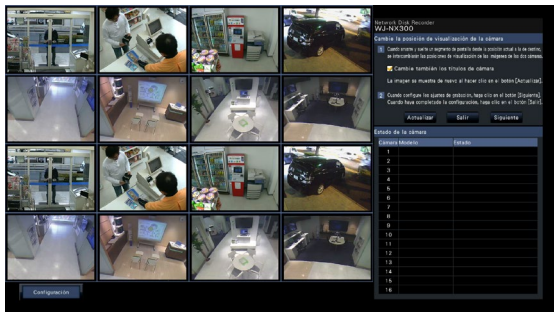 Network Disk Recorder
WJ-NX300
Cambia la posición de visualización de la cámara
1 Cuando arrastre y suelte un segmento de pantalla desde la posición actual a la de destino,
se intercambiarán las posiciones de visualización de las imágenes de las dos cámaras.
Cambie también los títulos de cámara
La imagen se muestra de nuevo al hacer clic en el botón [Actualizar].
2 Cuando configure los ajustes de protección, haga clic en el botón [Siguiente].
Cuando haya completado la configuración, haga clic en el botón [Salir].
Actualizar Salir Siguiente
Estado de la cámara
Cámara Modelo Estado
1
2
3
4
5
6
7
8
9
10
11
12
13
14
15
16
Configuración